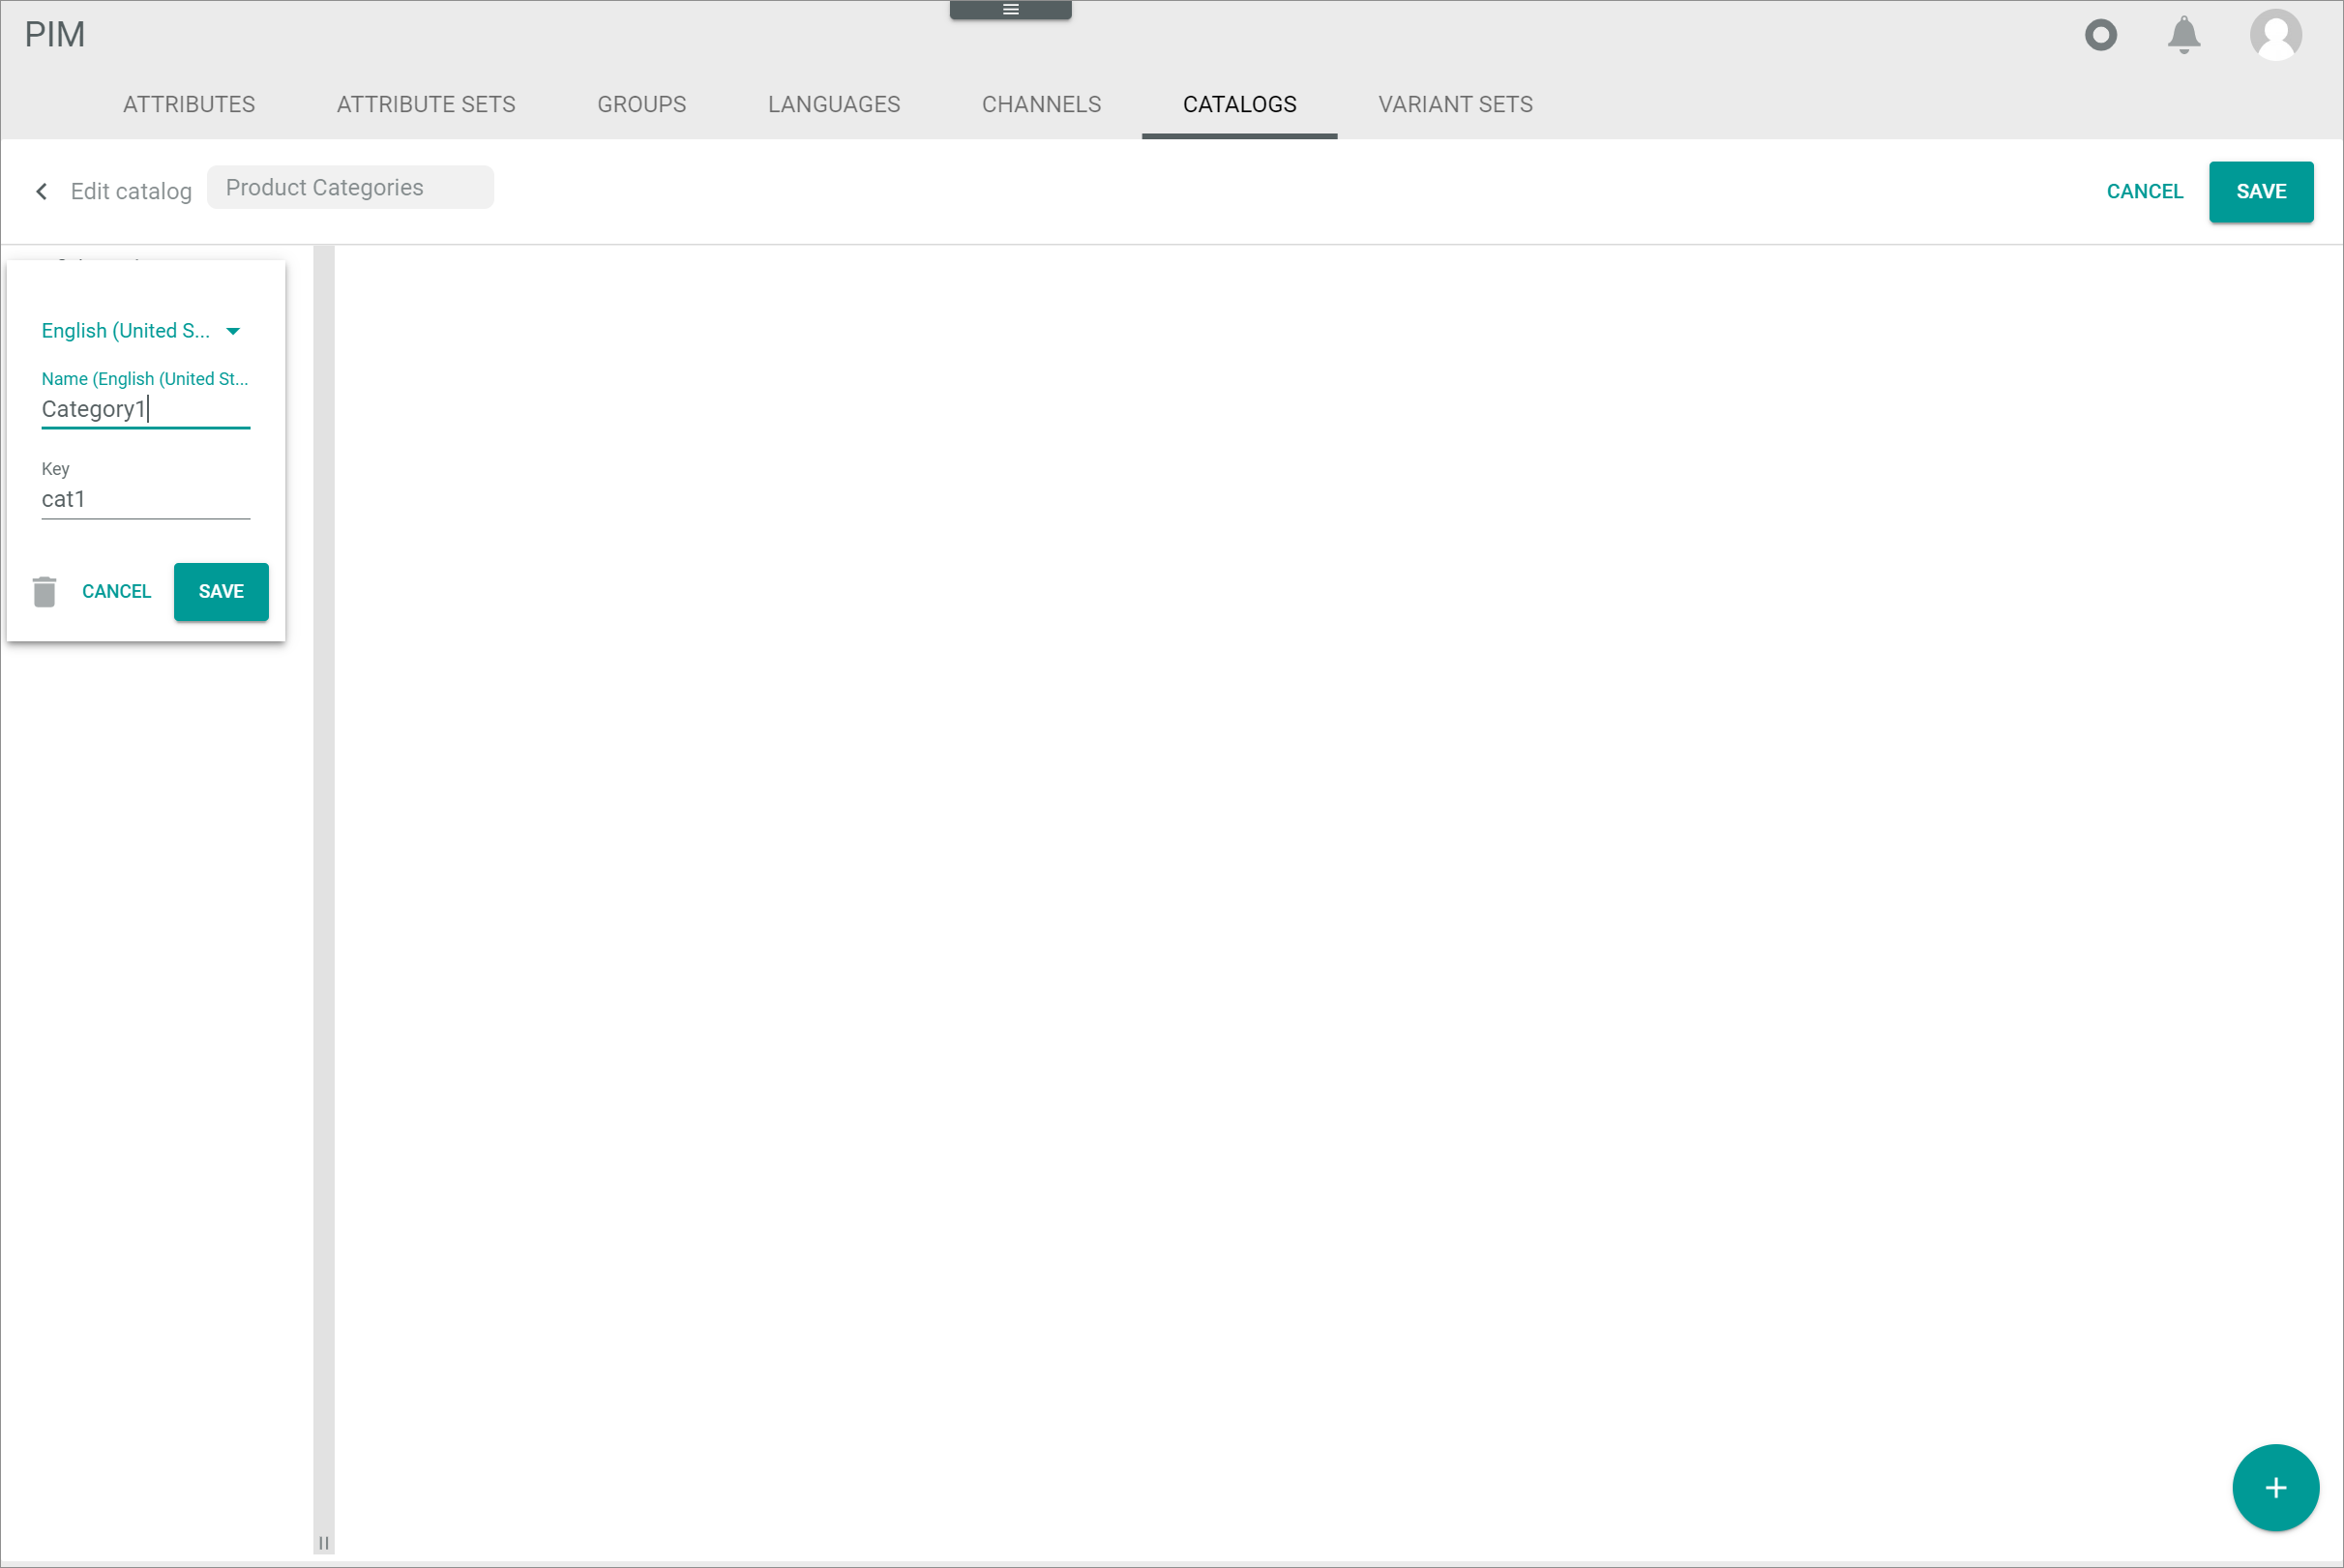 PIM
ATTRIBUTES ATTRIBUTE SETS GROUPS LANGUAGES CHANNELS CATALOGS VARIANT SETS
Edit catalog Product Categories CANCEL SAVE
English (United S...
Name (English (United St...
Category1
Key
cat1
CANCEL SAVE